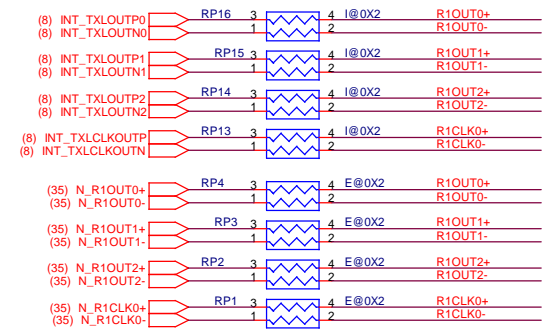 (8) INT_TXLOUTP0 RP16 3 4 I@0X2 R1OUT0+
(8) INT_TXLOUTN0 1 2 R1OUT0-
(8) INT_TXLOUTP1 RP15 3 4 I@0X2 R1OUT1+
(8) INT_TXLOUTN1 1 2 R1OUT1-
(8) INT_TXLOUTP2 RP14 3 4 I@0X2 R1OUT2+
(8) INT_TXLOUTN2 1 2 R1OUT2-
(8) INT_TXLCLKOUTP RP13 3 4 I@0X2 R1CLK0+
(8) INT_TXLCLKOUTN 1 2 R1CLK0-
(35) N_R1OUT0+ RP4 3 4 E@0X2 R1OUT0+
(35) N_R1OUT0- 1 2 R1OUT0-
(35) N_R1OUT1+ RP3 3 4 E@0X2 R1OUT1+
(35) N_R1OUT1- 1 2 R1OUT1-
(35) N_R1OUT2+ RP2 3 4 E@0X2 R1OUT2+
(35) N_R1OUT2- 1 2 R1OUT2-
(35) N_R1CLK0+ RP1 3 4 E@0X2 R1CLK0+
(35) N_R1CLK0- 1 2 R1CLK0-